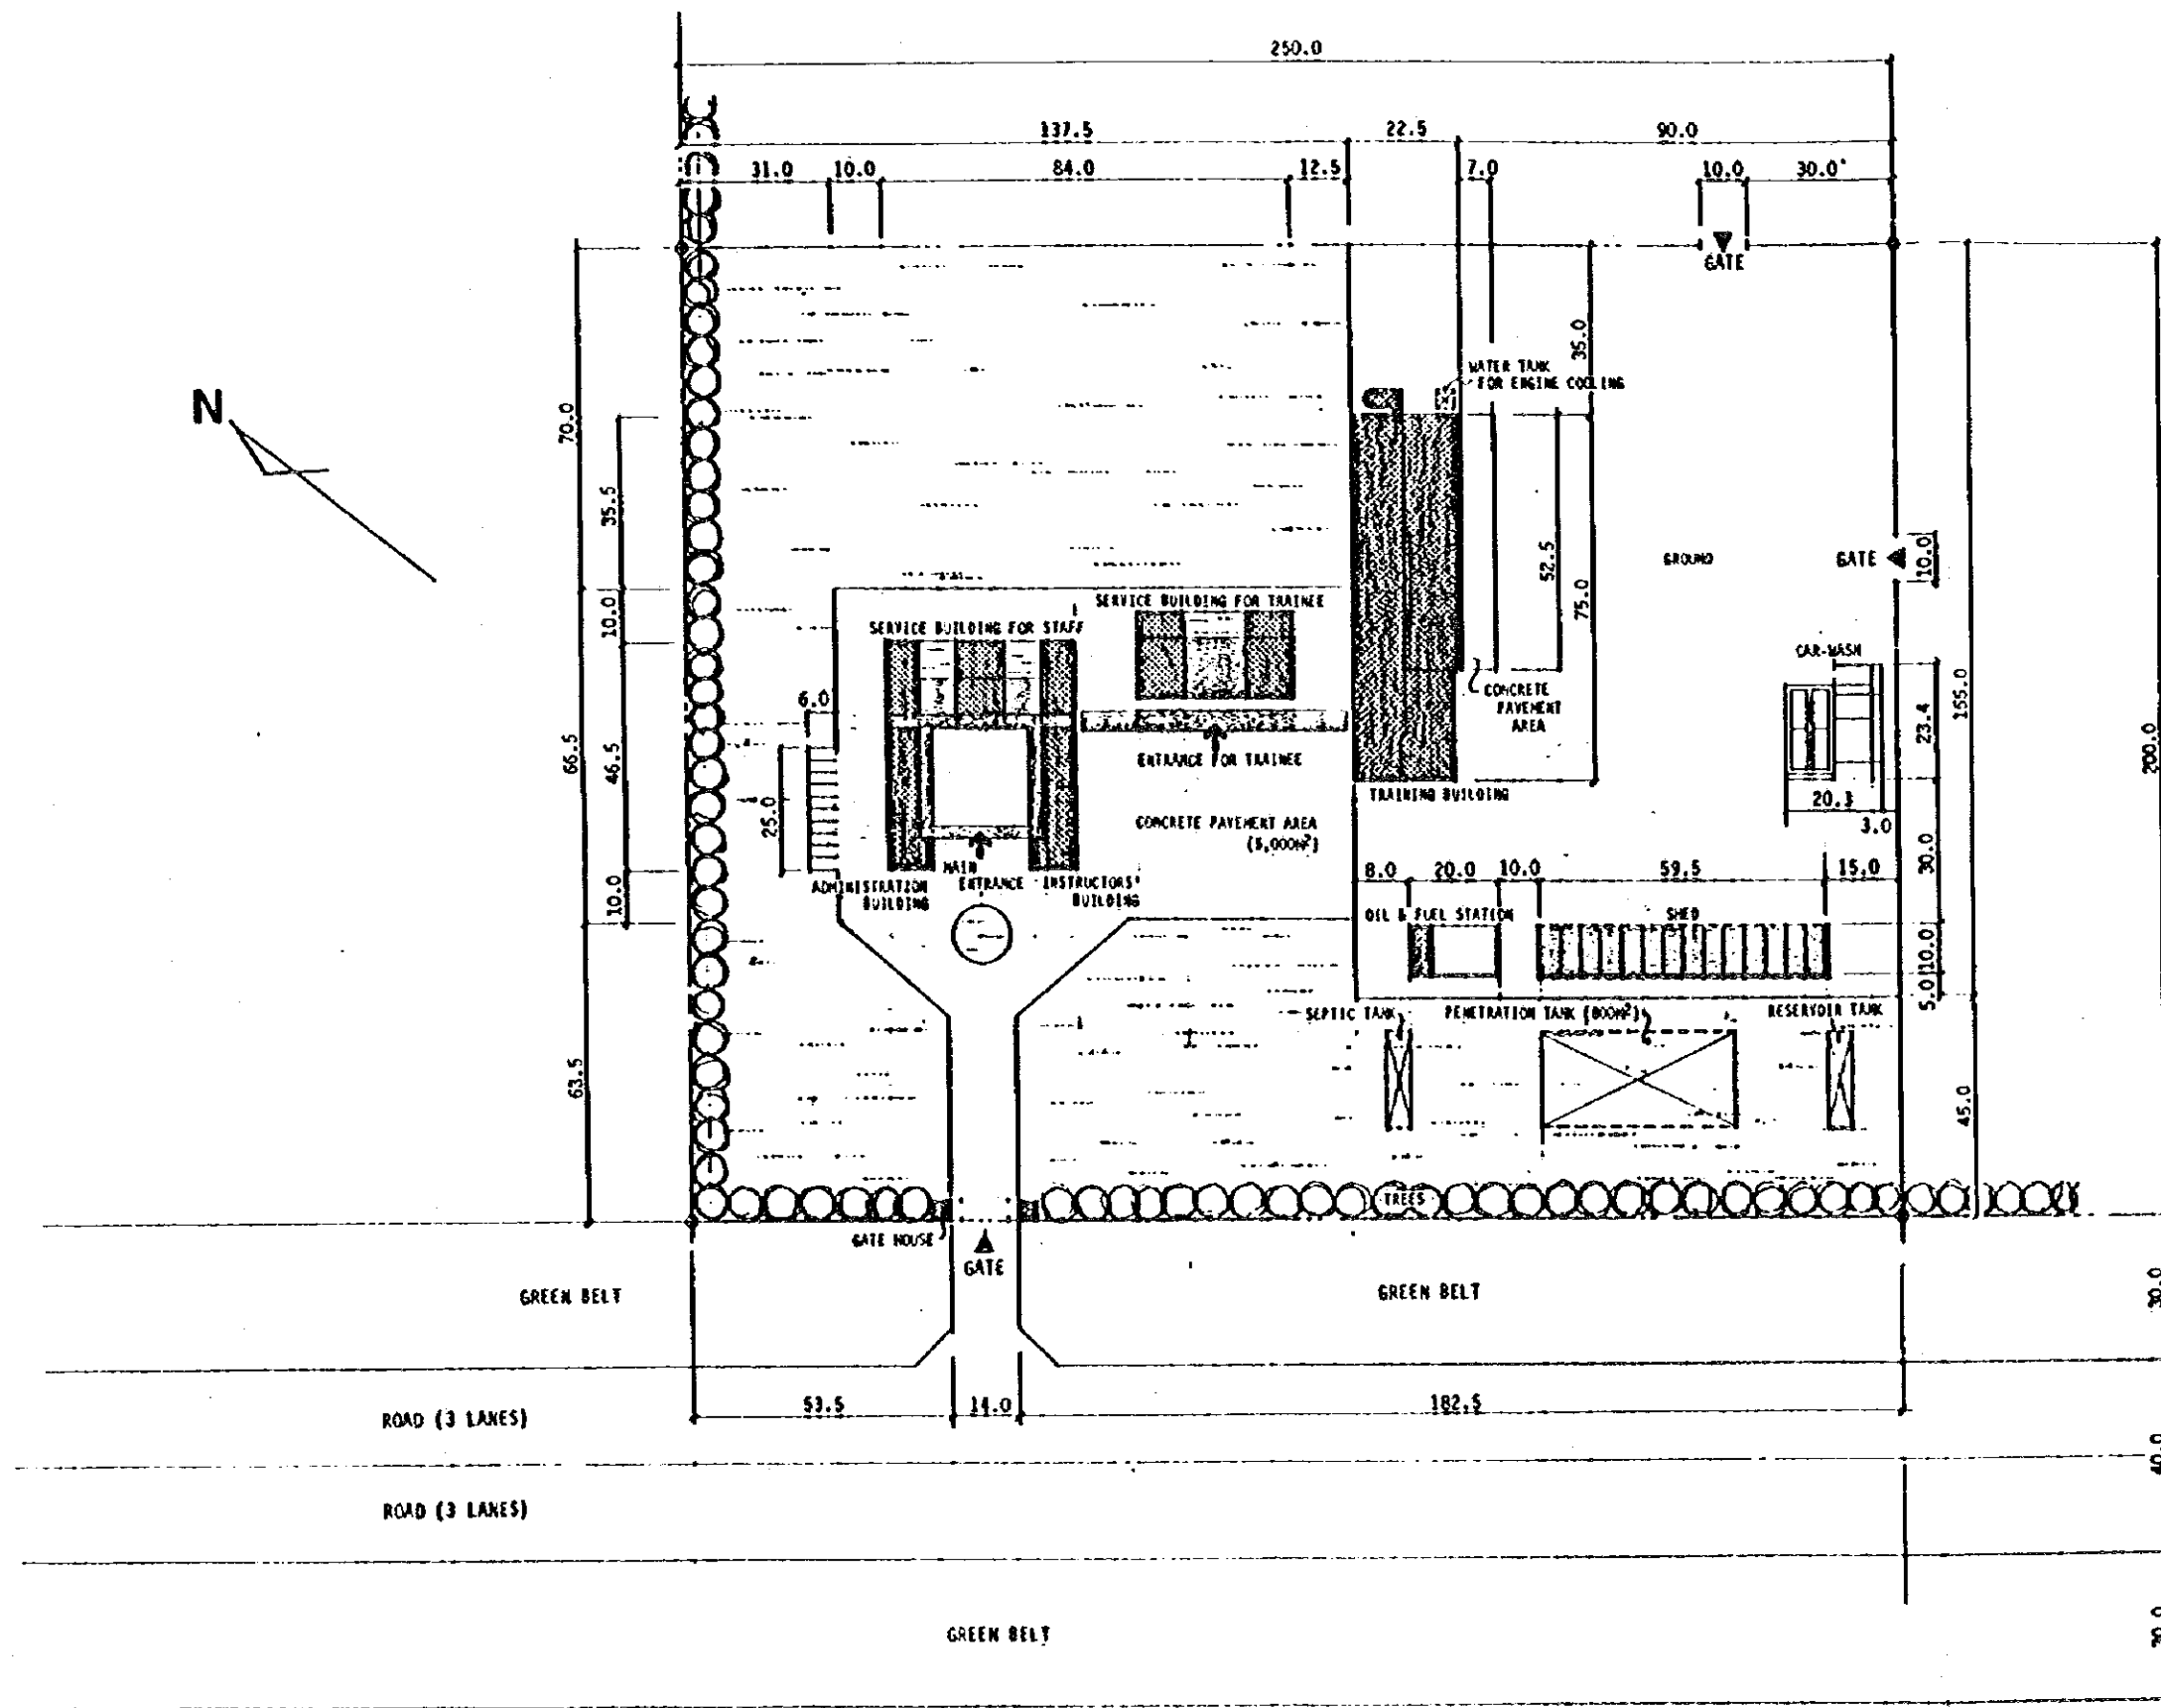 250.0
137.5 22.5 90.0
31.0 10.0 84.0 12.5 7.0 10.0 30.0
GATE
N
35.0
WATER TANK
FOR ENGINE COOLING
70.0
35.5
52.5
GROUND
GATE
10.0
75.0
10.0
SERVICE BUILDING FOR TRAINEE
SERVICE BUILDING FOR STAFF
CAR-WASH
6.0
CONCRETE
PAVEMENT
AREA
155.0
23.4
200.0
66.5
46.5
ENTRANCE FOR TRAINEE
25.0
TRAINING BUILDING
20.3
3.0
CONCRETE PAVEMENT AREA
(5,000M²)
30.0
8.0 20.0 10.0 59.5 15.0
MAIN
ENTRANCE
ADMINISTRATION
BUILDING
INSTRUCTORS'
BUILDING
10.0
OIL & FUEL STATION
SHED
10.0
5.0
SEPTIC TANK
PENETRATION TANK (800M²)
RESERVOIR TANK
63.5
45.0
TREES
GATE HOUSE
GATE
GREEN BELT
GREEN BELT
30.0
53.5 14.0 182.5
ROAD (3 LANES)
40.0
ROAD (3 LANES)
GREEN BELT